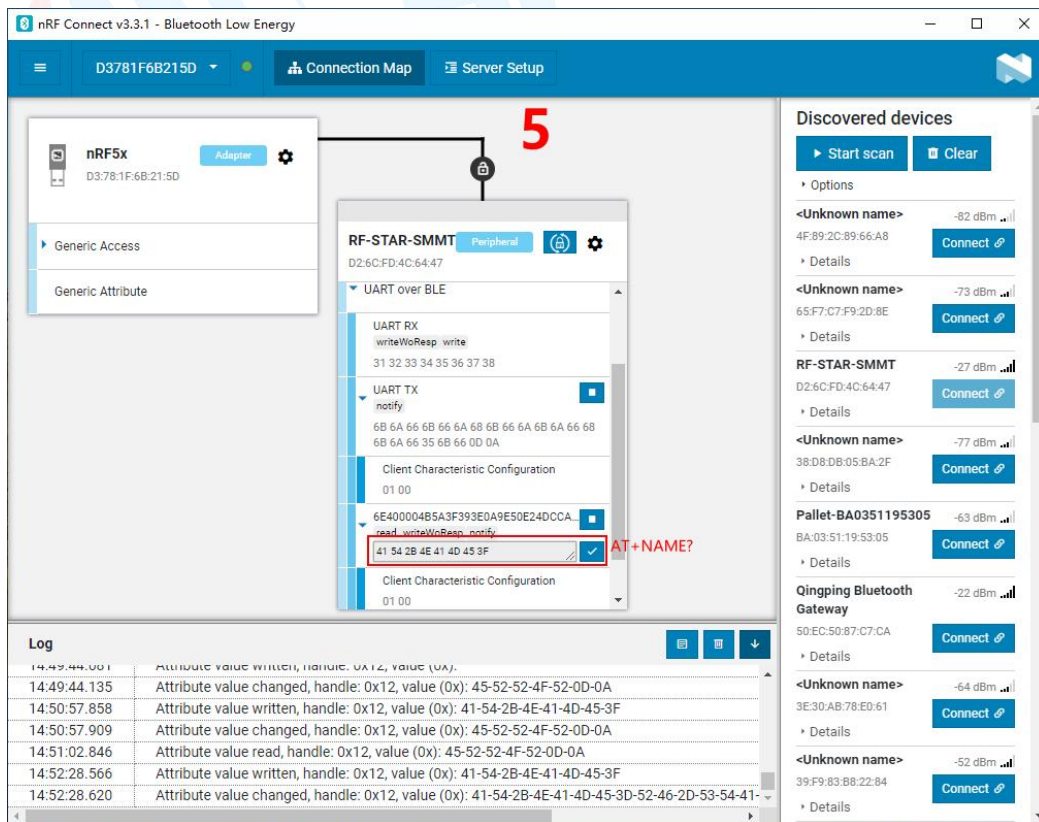 nRF Connect v3.3.1 - Bluetooth Low Energy
D3781F6B215D
Connection Map
Server Setup
5
nRF5x
Adapter
D3:78:1F:6B:21:5D
Generic Access
Generic Attribute
RF-STAR-SMMT
Peripheral
D2:6C:FD:4C:64:47
UART over BLE
UART RX
writeWoResp write
31 32 33 34 35 36 37 38
UART TX
notify
6B 6A 66 6B 66 6A 68 6B 66 6A 6B 6A 66 68
6B 6A 66 35 6B 66 0D 0A
Client Characteristic Configuration
01 00
6E400004B5A3F393E0A9E50E24DCCA...
read writeWoResp notify
41 54 2B 4E 41 4D 45 3F
AT+NAME?
Client Characteristic Configuration
01 00
Discovered devices
Start scan
Clear
Options
<Unknown name>
-82 dBm
4F:89:2C:89:66:A8
Connect
Details
<Unknown name>
-73 dBm
65:F7:C7:F9:2D:8E
Connect
Details
RF-STAR-SMMT
-27 dBm
D2:6C:FD:4C:64:47
Connect
Details
<Unknown name>
-77 dBm
38:D8:DB:05:BA:2F
Connect
Details
Pallet-BA0351195305
-63 dBm
BA:03:51:19:53:05
Connect
Details
Qingping Bluetooth
Gateway
-22 dBm
50:EC:50:87:C7:CA
Connect
Details
<Unknown name>
-64 dBm
3E:30:AB:78:E0:61
Connect
Details
<Unknown name>
-52 dBm
39:F9:83:B8:22:84
Connect
Details
Log
14:49:44.081 Attribute value written, handle: 0x12, value (0x):
14:49:44.135 Attribute value changed, handle: 0x12, value (0x): 45-52-52-4F-52-0D-0A
14:50:57.858 Attribute value written, handle: 0x12, value (0x): 41-54-2B-4E-41-4D-45-3F
14:50:57.909 Attribute value changed, handle: 0x12, value (0x): 45-52-52-4F-52-0D-0A
14:51:02.846 Attribute value read, handle: 0x12, value (0x): 45-52-52-4F-52-0D-0A
14:52:28.566 Attribute value written, handle: 0x12, value (0x): 41-54-2B-4E-41-4D-45-3F
14:52:28.620 Attribute value changed, handle: 0x12, value (0x): 41-54-2B-4E-41-4D-45-3D-52-46-2D-53-54-41-